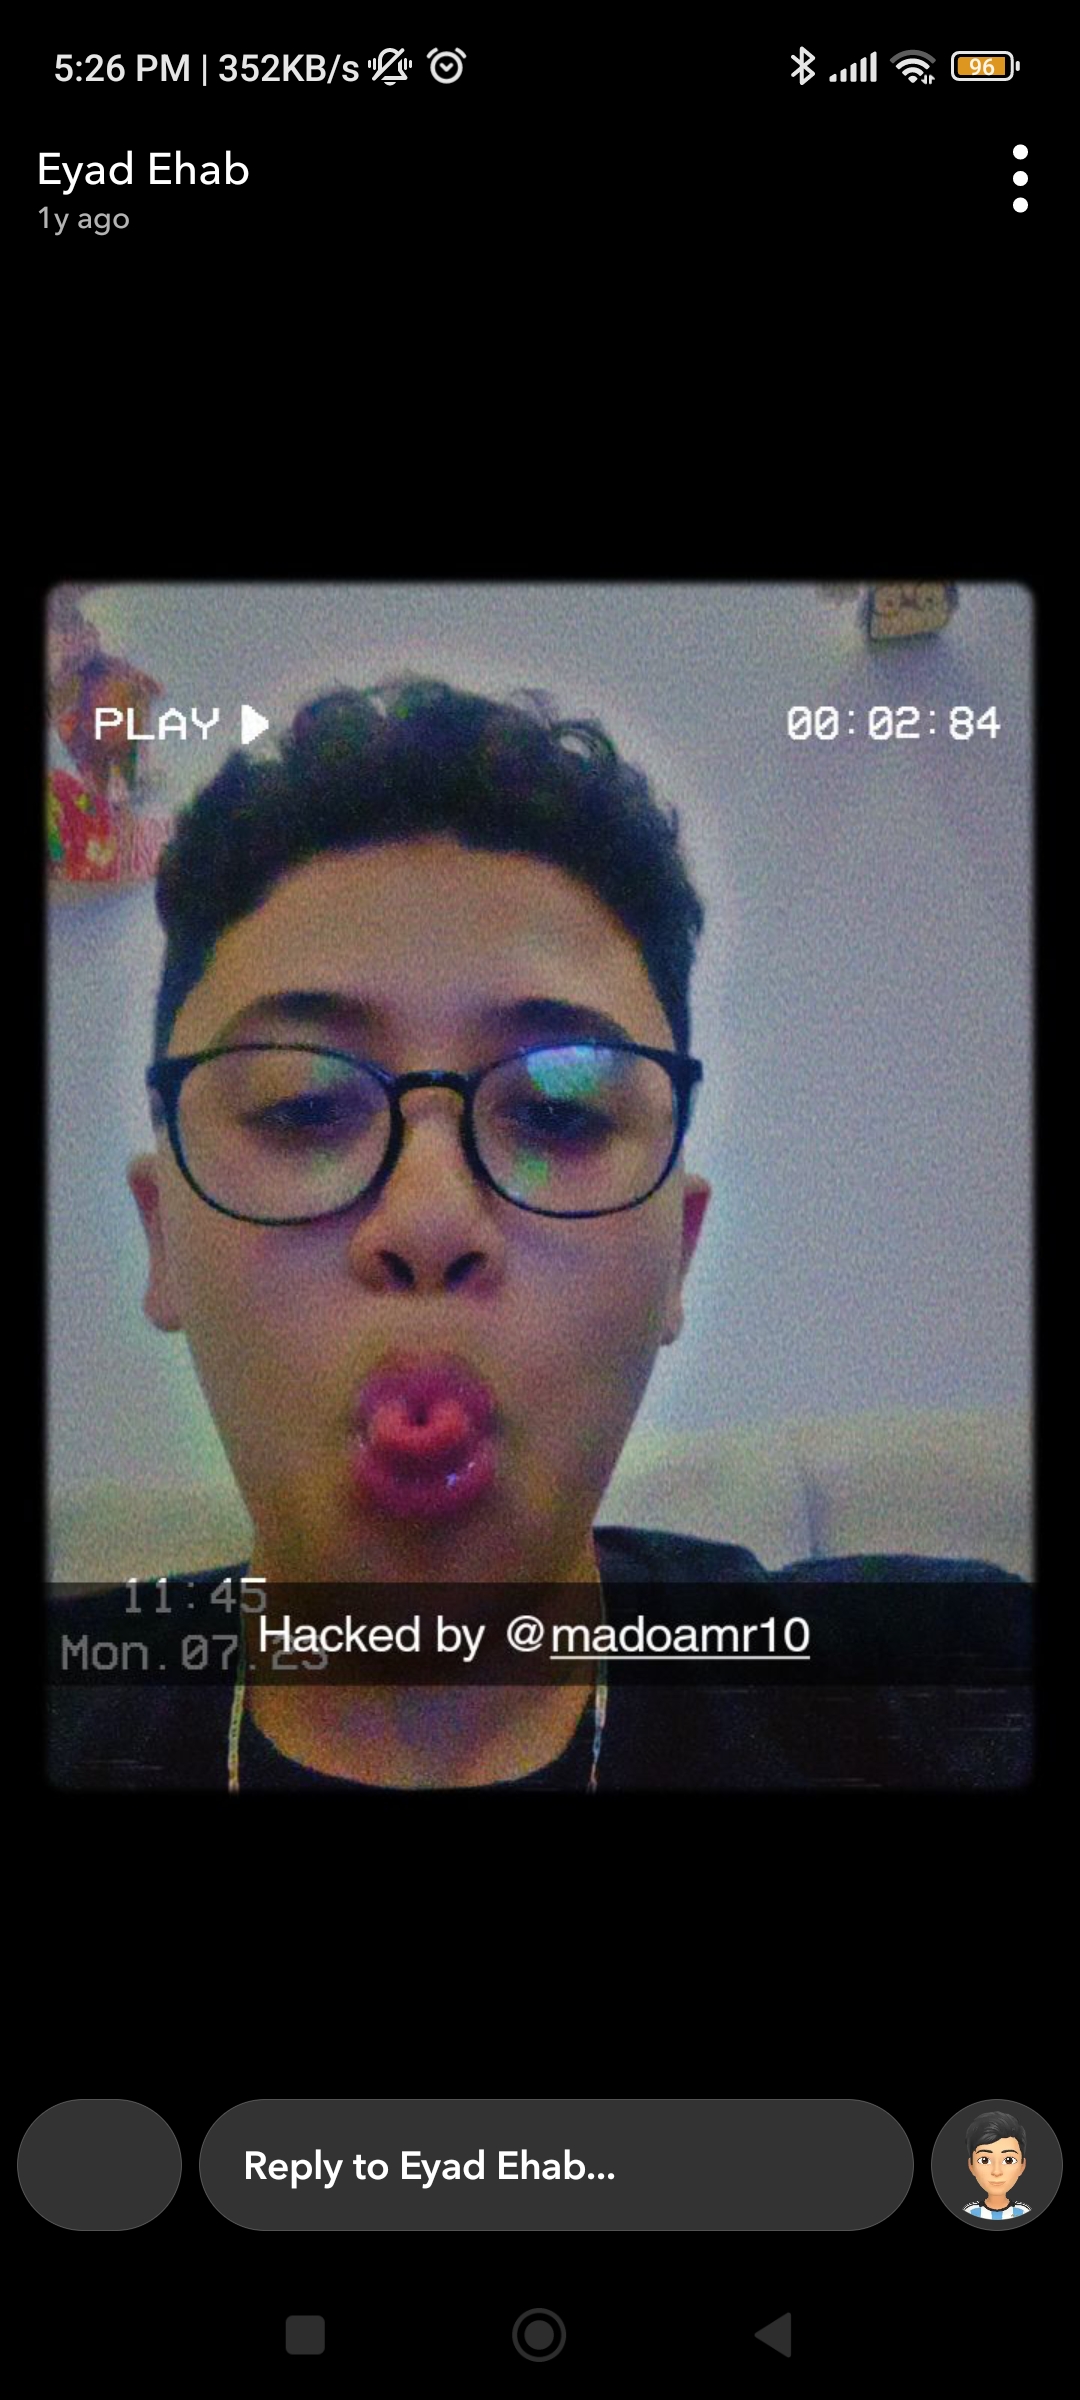 5:26 PM | 352KB/s
96
Eyad Ehab
1y ago
PLAY
00:02:84
11:45
Mon.07.23
Hacked by @madoamr10
Reply to Eyad Ehab...